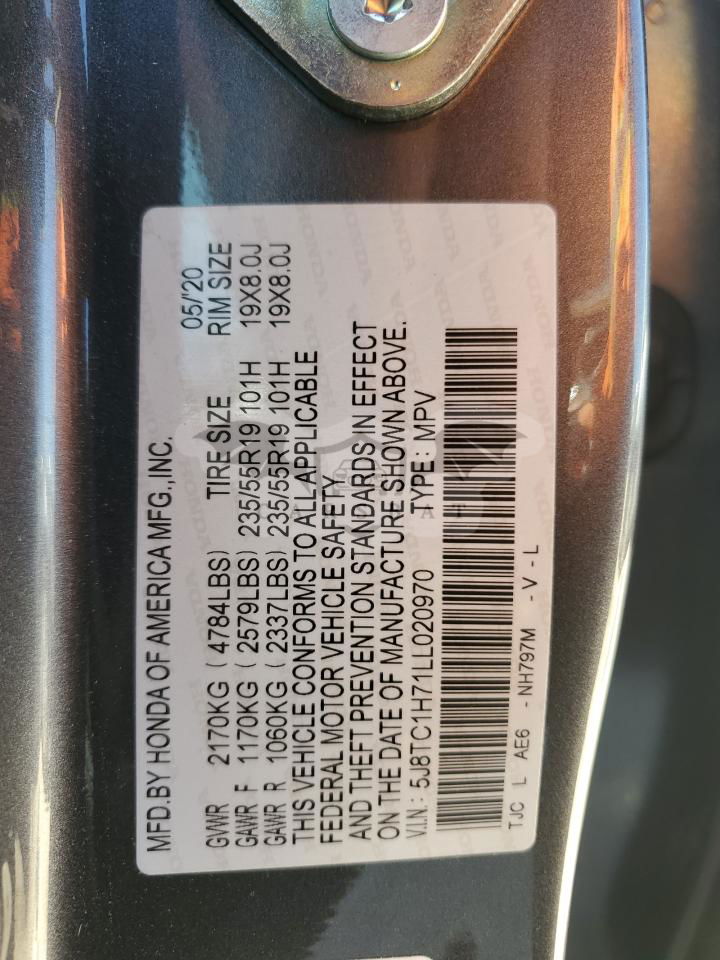 MFD.BY HONDA OF AMERICA MFG.,INC. 05/'20
GVWR 2170KG ( 4784LBS) TIRE SIZE RIM SIZE
GAWR F 1170KG ( 2579LBS) 235/55R19 101H 19X8.0J
GAWR R 1060KG ( 2337LBS) 235/55R19 101H 19X8.0J
THIS VEHICLE CONFORMS TO ALL APPLICABLE
FEDERAL MOTOR VEHICLE SAFETY
AND THEFT PREVENTION STANDARDS IN EFFECT
ON THE DATE OF MANUFACTURE SHOWN ABOVE.
V.I.N.: 5J8TC1H71LL020970 TYPE: MPV
TJC L AE6 - NH797M - V - L